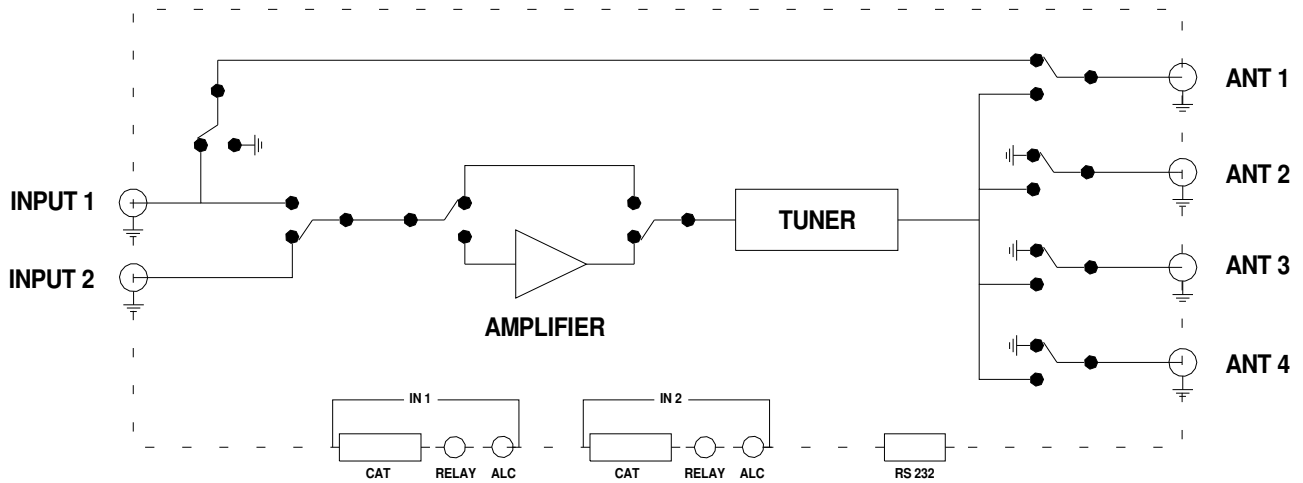 ANT 1
ANT 2
INPUT 1
TUNER
INPUT 2
ANT 3
AMPLIFIER
ANT 4
IN 1
IN 2
CAT
RELAY
ALC
CAT
RELAY
ALC
RS 232